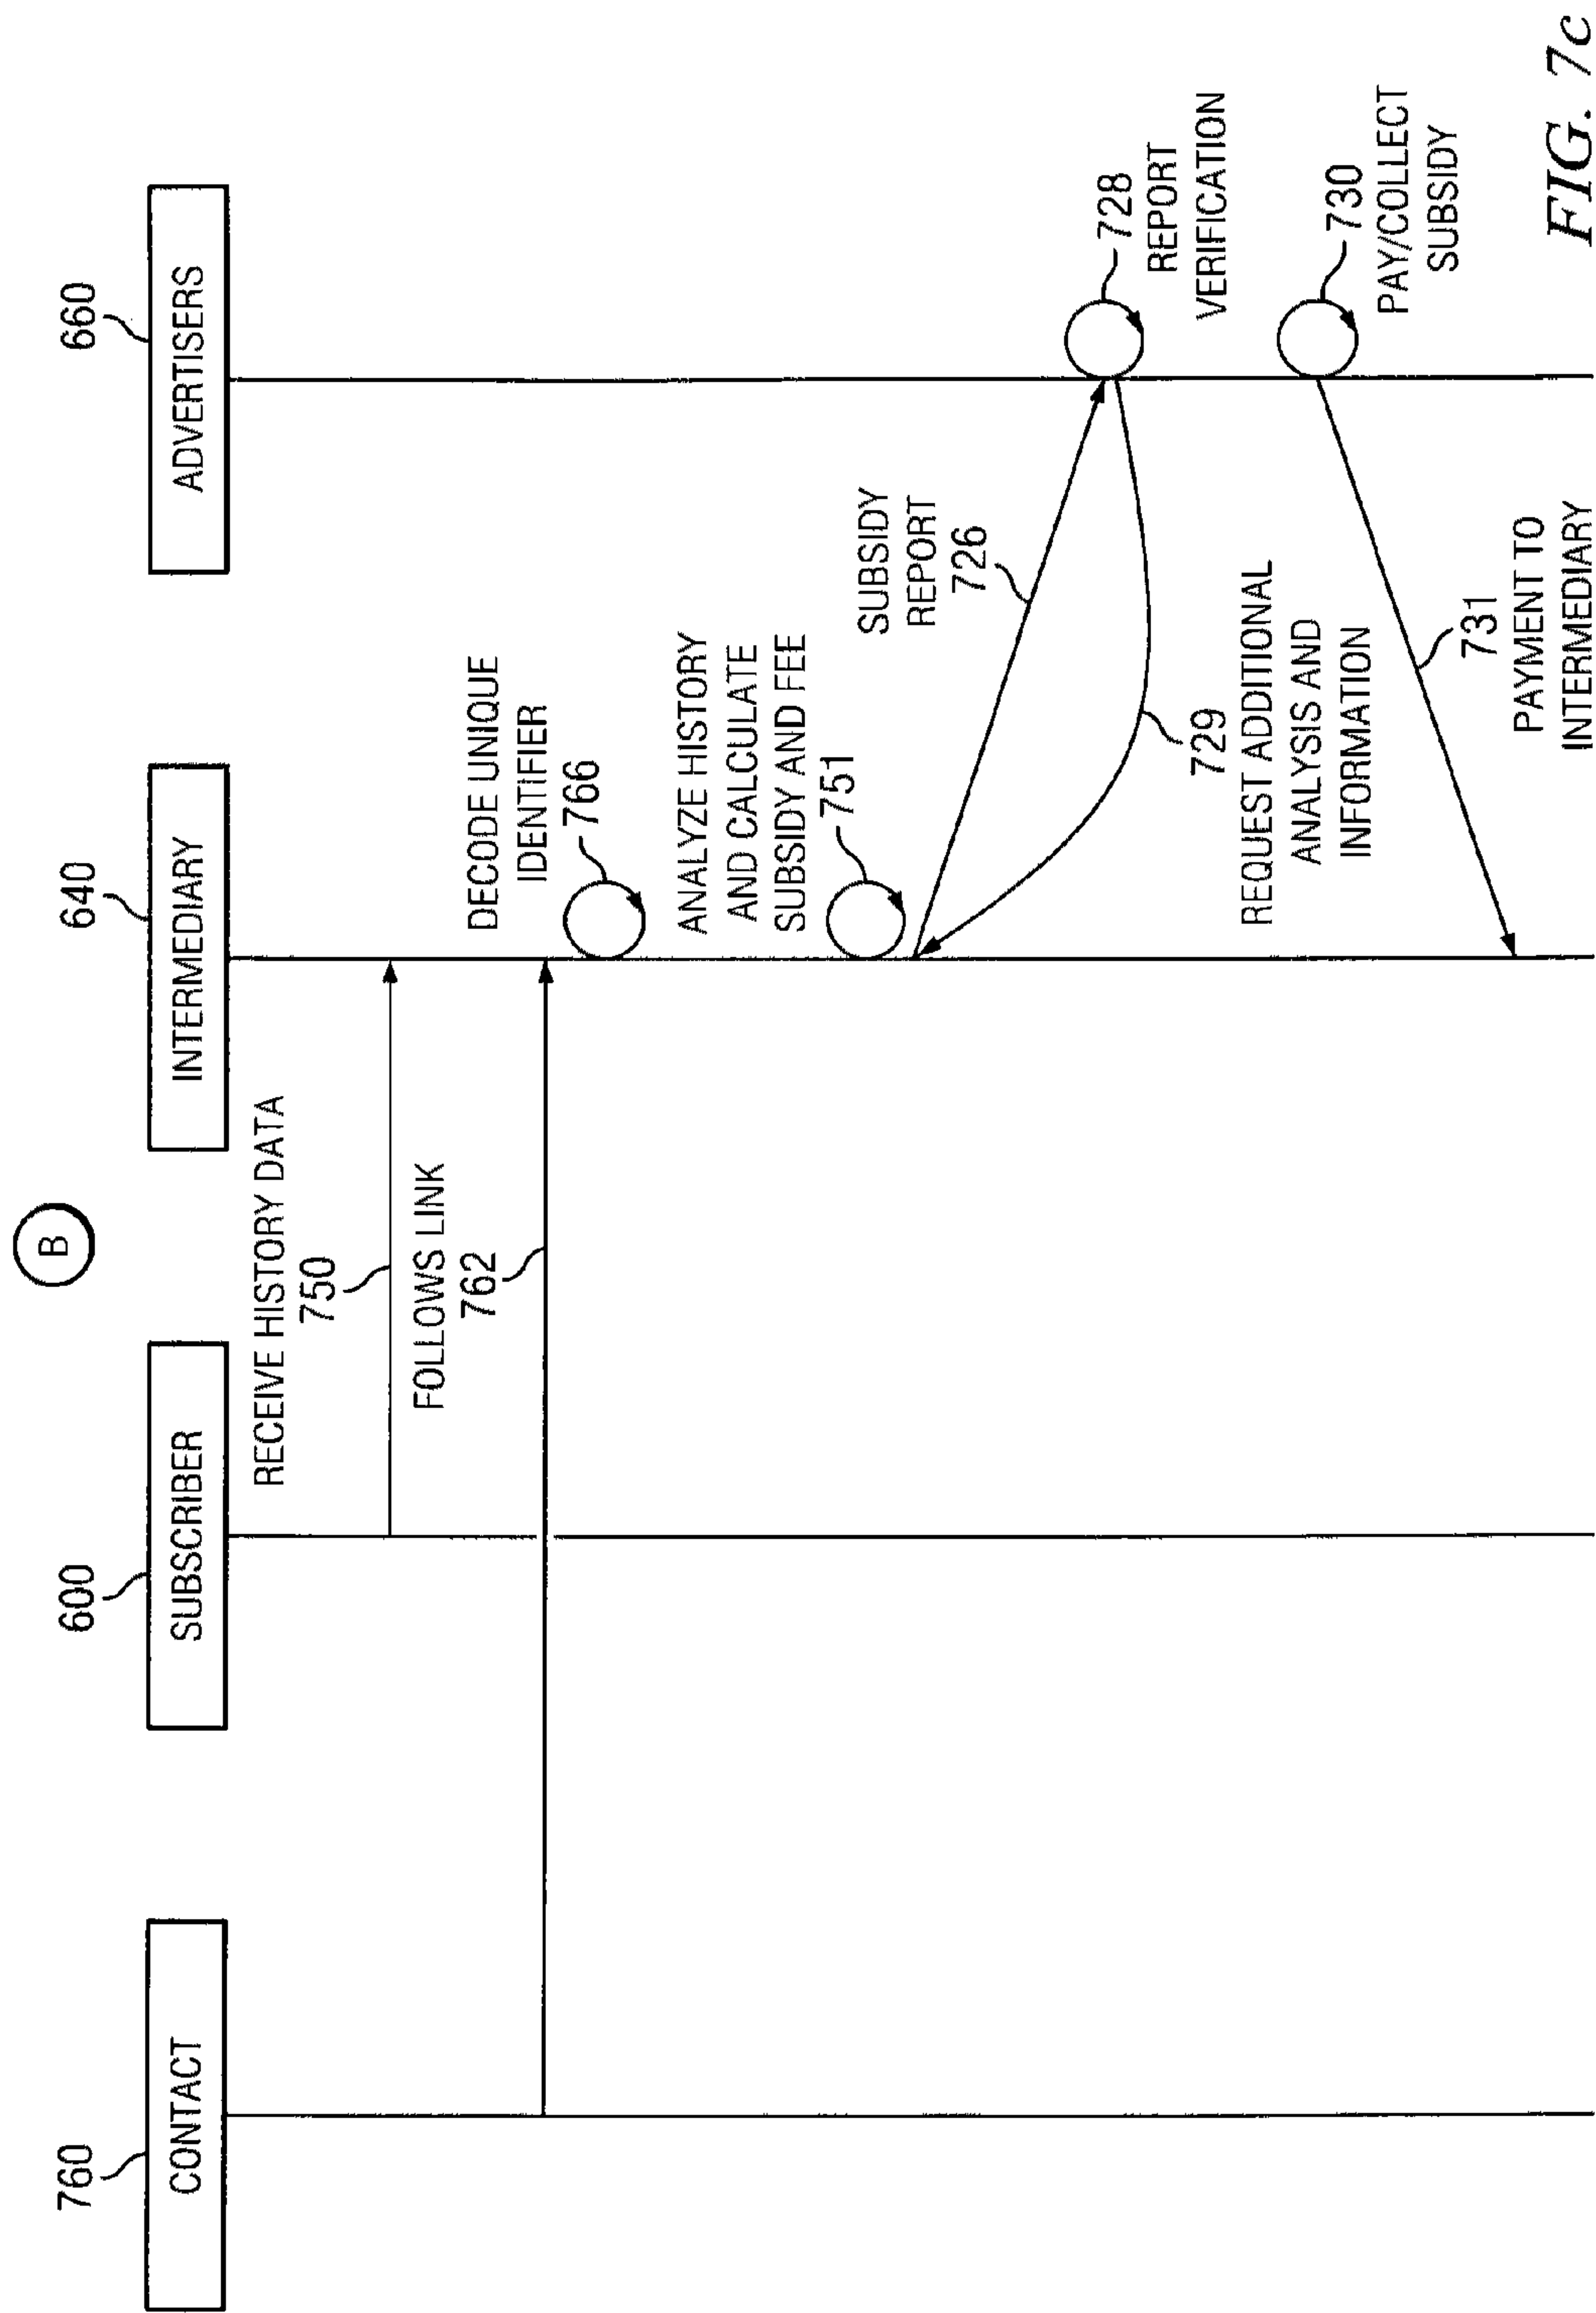 B
760
600
640
660
CONTACT
SUBSCRIBER
INTERMEDIARY
ADVERTISERS
RECEIVE HISTORY DATA
750
FOLLOWS LINK
762
DECODE UNIQUE
IDENTIFIER
766
ANALYZE HISTORY
AND CALCULATE
SUBSIDY AND FEE
751
SUBSIDY
REPORT
726
728
REPORT
VERIFICATION
729
REQUEST ADDITIONAL
ANALYSIS AND
INFORMATION
730
PAY/COLLECT
SUBSIDY
731
PAYMENT TO
INTERMEDIARY
FIG. 7c